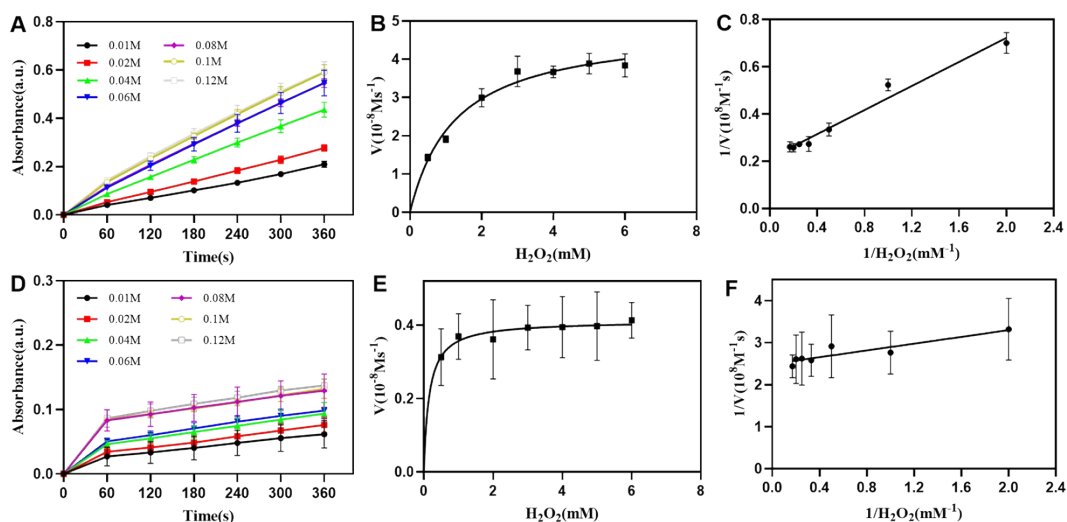 A
Absorbance(a.u.)
0.8
0.6
0.4
0.2
0.0
0.01M
0.02M
0.04M
0.06M
0.08M
0.1M
0.12M
0 60 120 180 240 300 360
Time(s)
B
V(10⁻⁸Ms⁻¹)
5
4
3
2
1
0
0 2 4 6 8
H₂O₂(mM)
C
1/V(10⁸M⁻¹s)
0.8
0.6
0.4
0.2
0.0
0.0 0.4 0.8 1.2 1.6 2.0 2.4
1/H₂O₂(mM⁻¹)
D
Absorbance(a.u.)
0.3
0.2
0.1
0.0
0.01M
0.02M
0.04M
0.06M
0.08M
0.1M
0.12M
0 60 120 180 240 300 360
Time(s)
E
V(10⁻⁸Ms⁻¹)
0.4
0.2
0.0
0 2 4 6 8
H₂O₂(mM)
F
1/V(10⁸M⁻¹s)
5
4
3
2
1
0
0.0 0.4 0.8 1.2 1.6 2.0 2.4
1/H₂O₂(mM⁻¹)